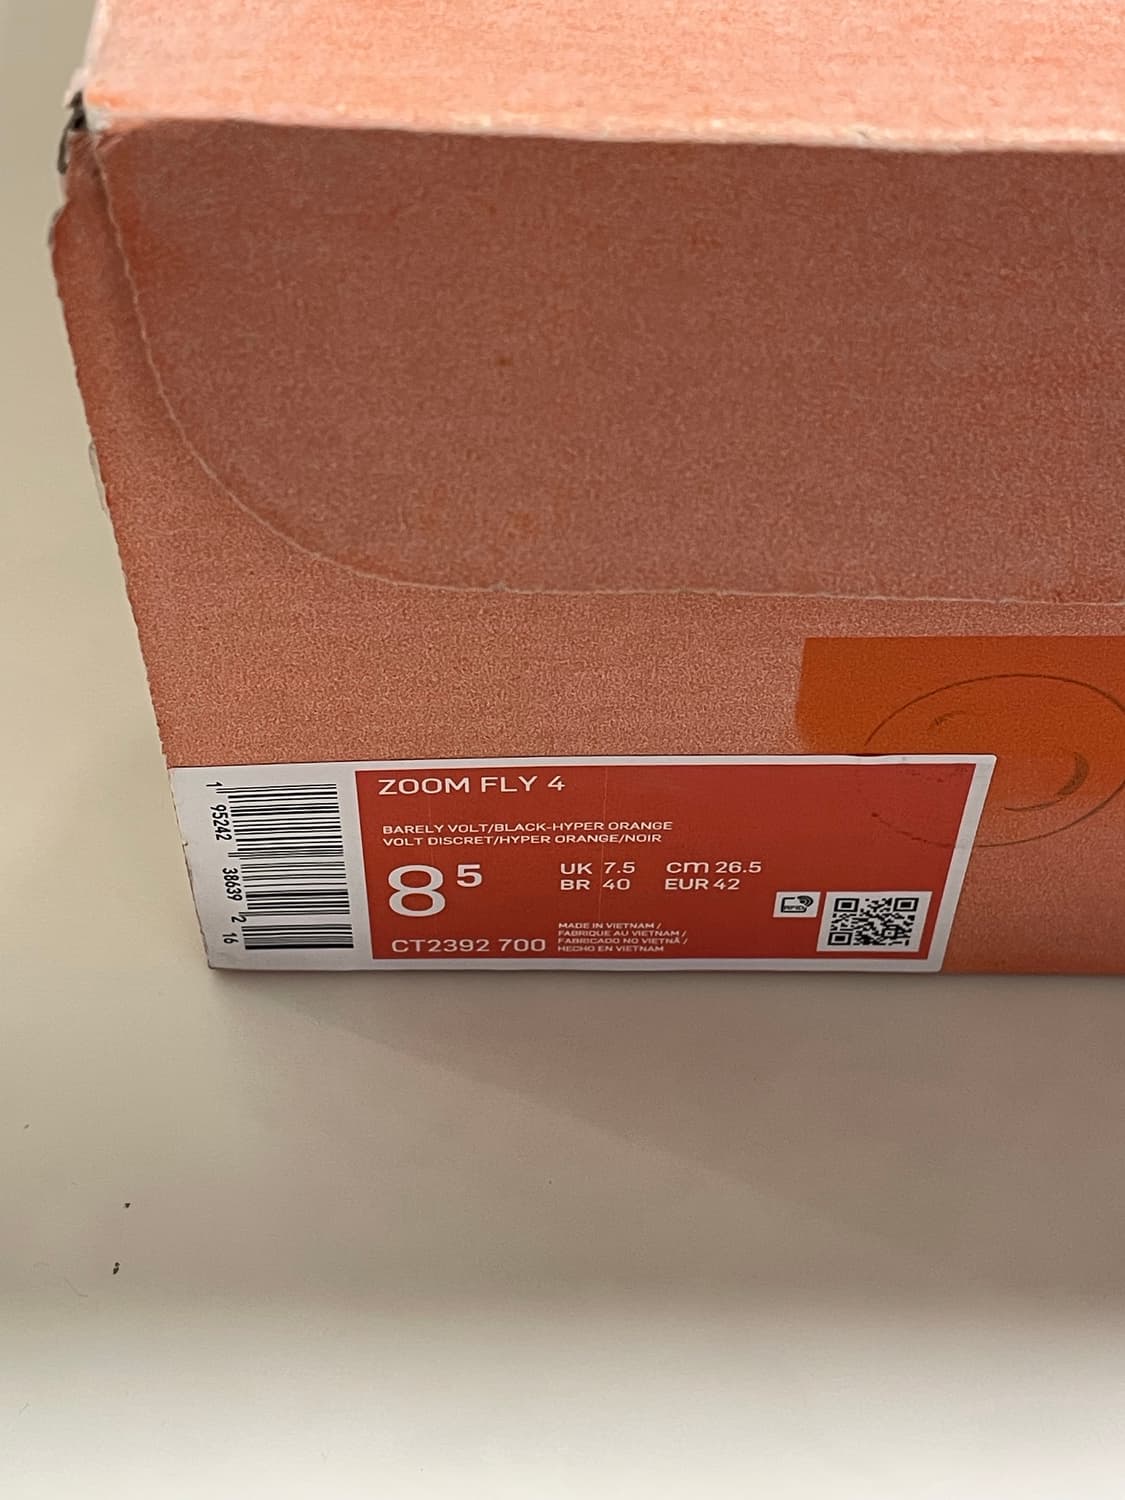 ZOOM FLY 4
BARELY VOLT/BLACK-HYPER ORANGE
VOLT DISCRET/HYPER ORANGE/NOIR
8 5
UK 7.5 cm 26.5
BR 40 EUR 42
CT2392 700
MADE IN VIETNAM /
FABRIQUE AU VIETNAM /
FABRICADO NO VIETNÃ /
HECHO EN VIETNAM
1 95242 38639 2 16